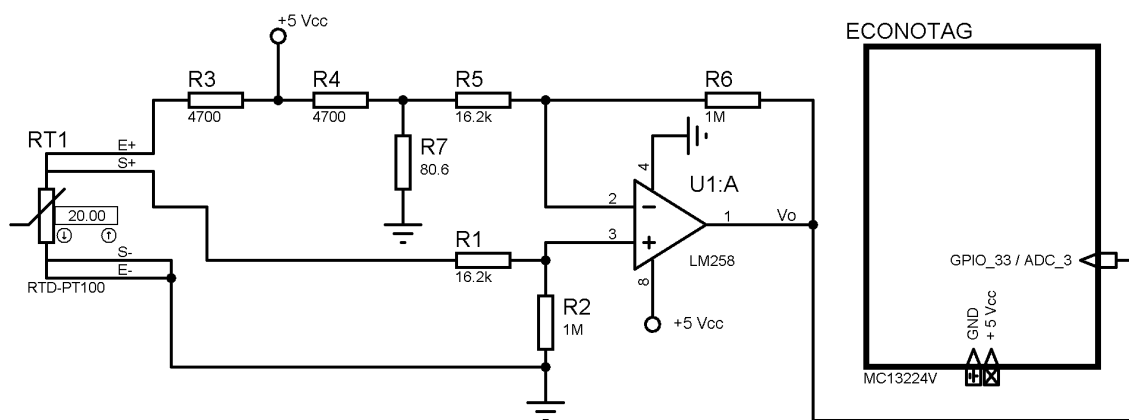 +5 Vcc
ECONOTAG
R3
4700
R4
4700
R5
16.2k
R6
1M
RT1
E+
S+
R7
80.6
4
U1:A
20.00
2
3
1
Vo
LM258
8
S-
E-
RTD-PT100
R1
16.2k
R2
1M
+5 Vcc
GPIO_33 / ADC_3
GND
+ 5 Vcc
MC13224V